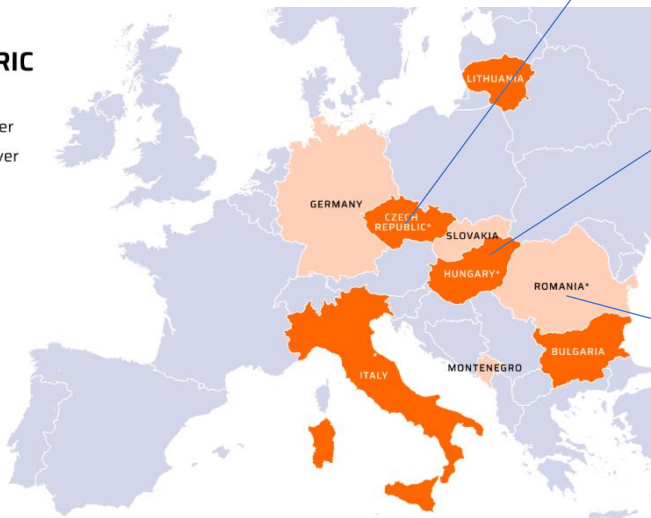 RIC
er
ver
LITHUANIA
GERMANY
CZECH
REPUBLIC*
SLOVAKIA
HUNGARY*
ROMANIA*
BULGARIA
MONTENEGRO
ITALY